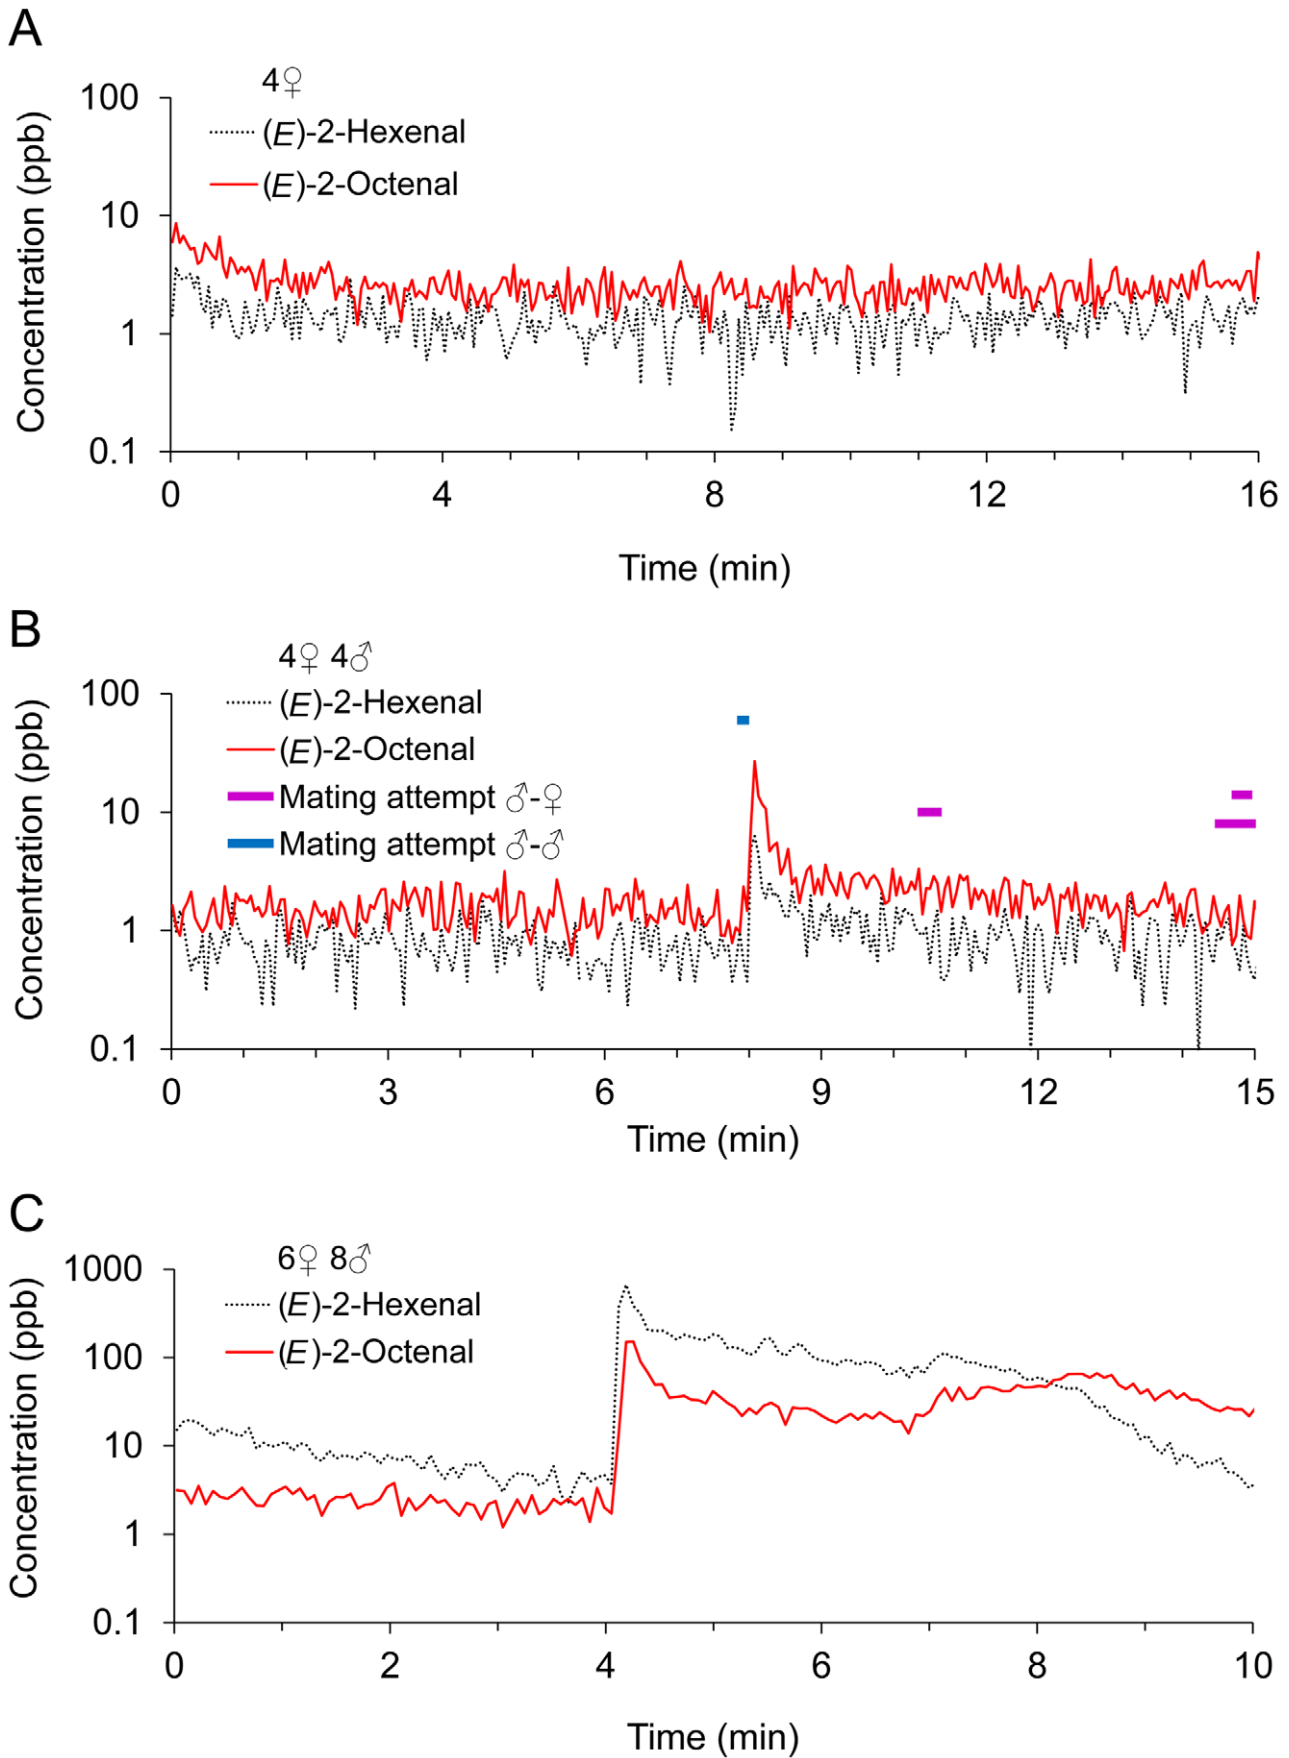 A
4♀
(E)-2-Hexenal
(E)-2-Octenal
Concentration (ppb)
100
10
1
0.1
0 4 8 12 16
Time (min)
B
4♀ 4♂
(E)-2-Hexenal
(E)-2-Octenal
Mating attempt ♂-♀
Mating attempt ♂-♂
Concentration (ppb)
100
10
1
0.1
0 3 6 9 12 15
Time (min)
C
6♀ 8♂
(E)-2-Hexenal
(E)-2-Octenal
Concentration (ppb)
1000
100
10
1
0.1
0 2 4 6 8 10
Time (min)